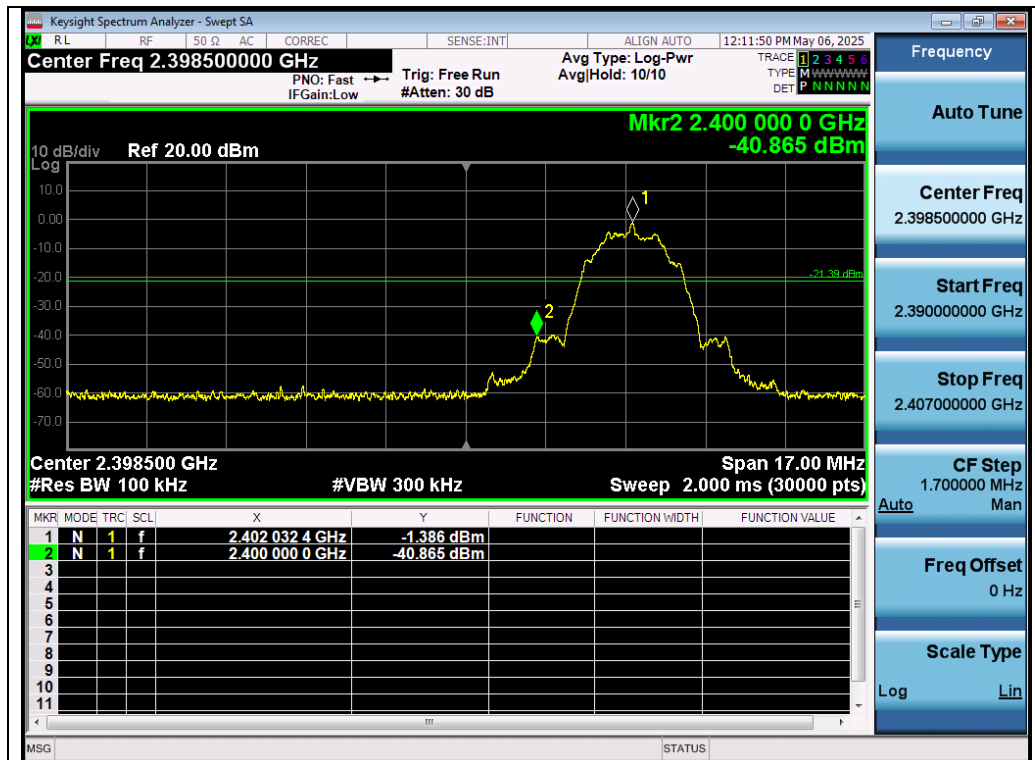 Keysight Spectrum Analyzer - Swept SA
LXI RL RF 50 Ω AC CORREC SENSE:INT ALIGN AUTO 12:11:50 PM May 06, 2025
Center Freq 2.398500000 GHz
PNO: Fast
IFGain:Low
Trig: Free Run
#Atten: 30 dB
Avg Type: Log-Pwr
Avg|Hold: 10/10
TRACE 1 2 3 4 5 6
TYPE M W W W W W
DET P N N N N N
Mkr2 2.400 000 0 GHz
-40.865 dBm
10 dB/div Ref 20.00 dBm
Log
10.0
0.00
-10.0
-20.0
-30.0
-40.0
-50.0
-60.0
-70.0
1
2
-21.39 dBm
Center 2.398500 GHz Span 17.00 MHz
#Res BW 100 kHz #VBW 300 kHz Sweep 2.000 ms (30000 pts)
MKR MODE TRC SCL X Y FUNCTION FUNCTION WIDTH FUNCTION VALUE
1 N 1 f 2.402 032 4 GHz -1.386 dBm
2 N 1 f 2.400 000 0 GHz -40.865 dBm
3
4
5
6
7
8
9
10
11
MSG STATUS
Frequency
Auto Tune
Center Freq
2.398500000 GHz
Start Freq
2.390000000 GHz
Stop Freq
2.407000000 GHz
CF Step
1.700000 MHz
Auto Man
Freq Offset
0 Hz
Scale Type
Log Lin